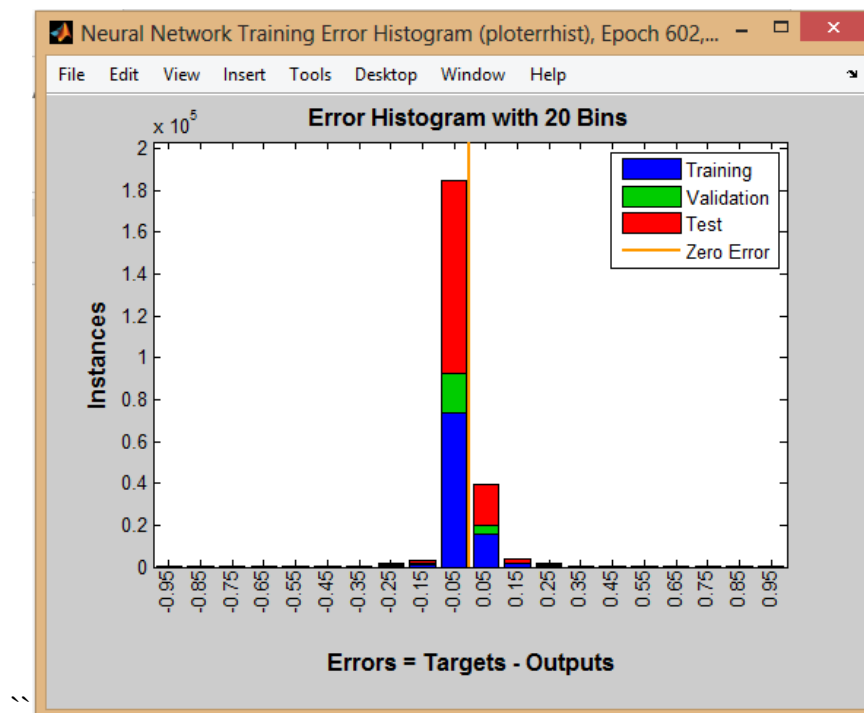 Neural Network Training Error Histogram (ploterrhist), Epoch 602,...
File Edit View Insert Tools Desktop Window Help
Error Histogram with 20 Bins
x 10^5
2
1.8
1.6
1.4
1.2
1
0.8
0.6
0.4
0.2
0
Instances
Training
Validation
Test
Zero Error
-0.95 -0.85 -0.75 -0.65 -0.55 -0.45 -0.35 -0.25 -0.15 -0.05 0.05 0.15 0.25 0.35 0.45 0.55 0.65 0.75 0.85 0.95
Errors = Targets - Outputs
``